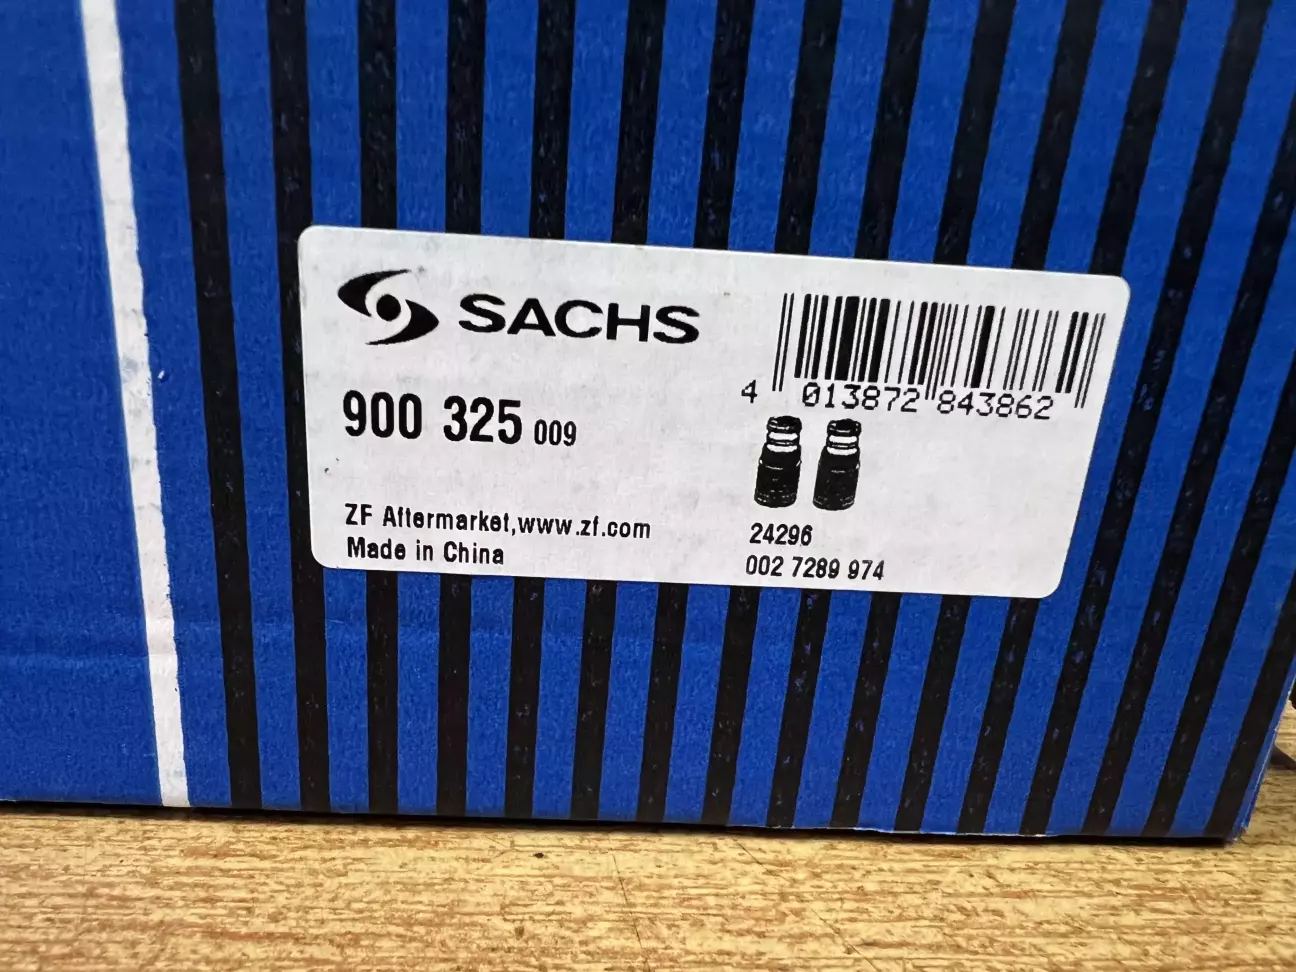 SACHS
4 013872 843862
900 325 009
ZF Aftermarket,www.zf.com
Made in China
24296
002 7289 974